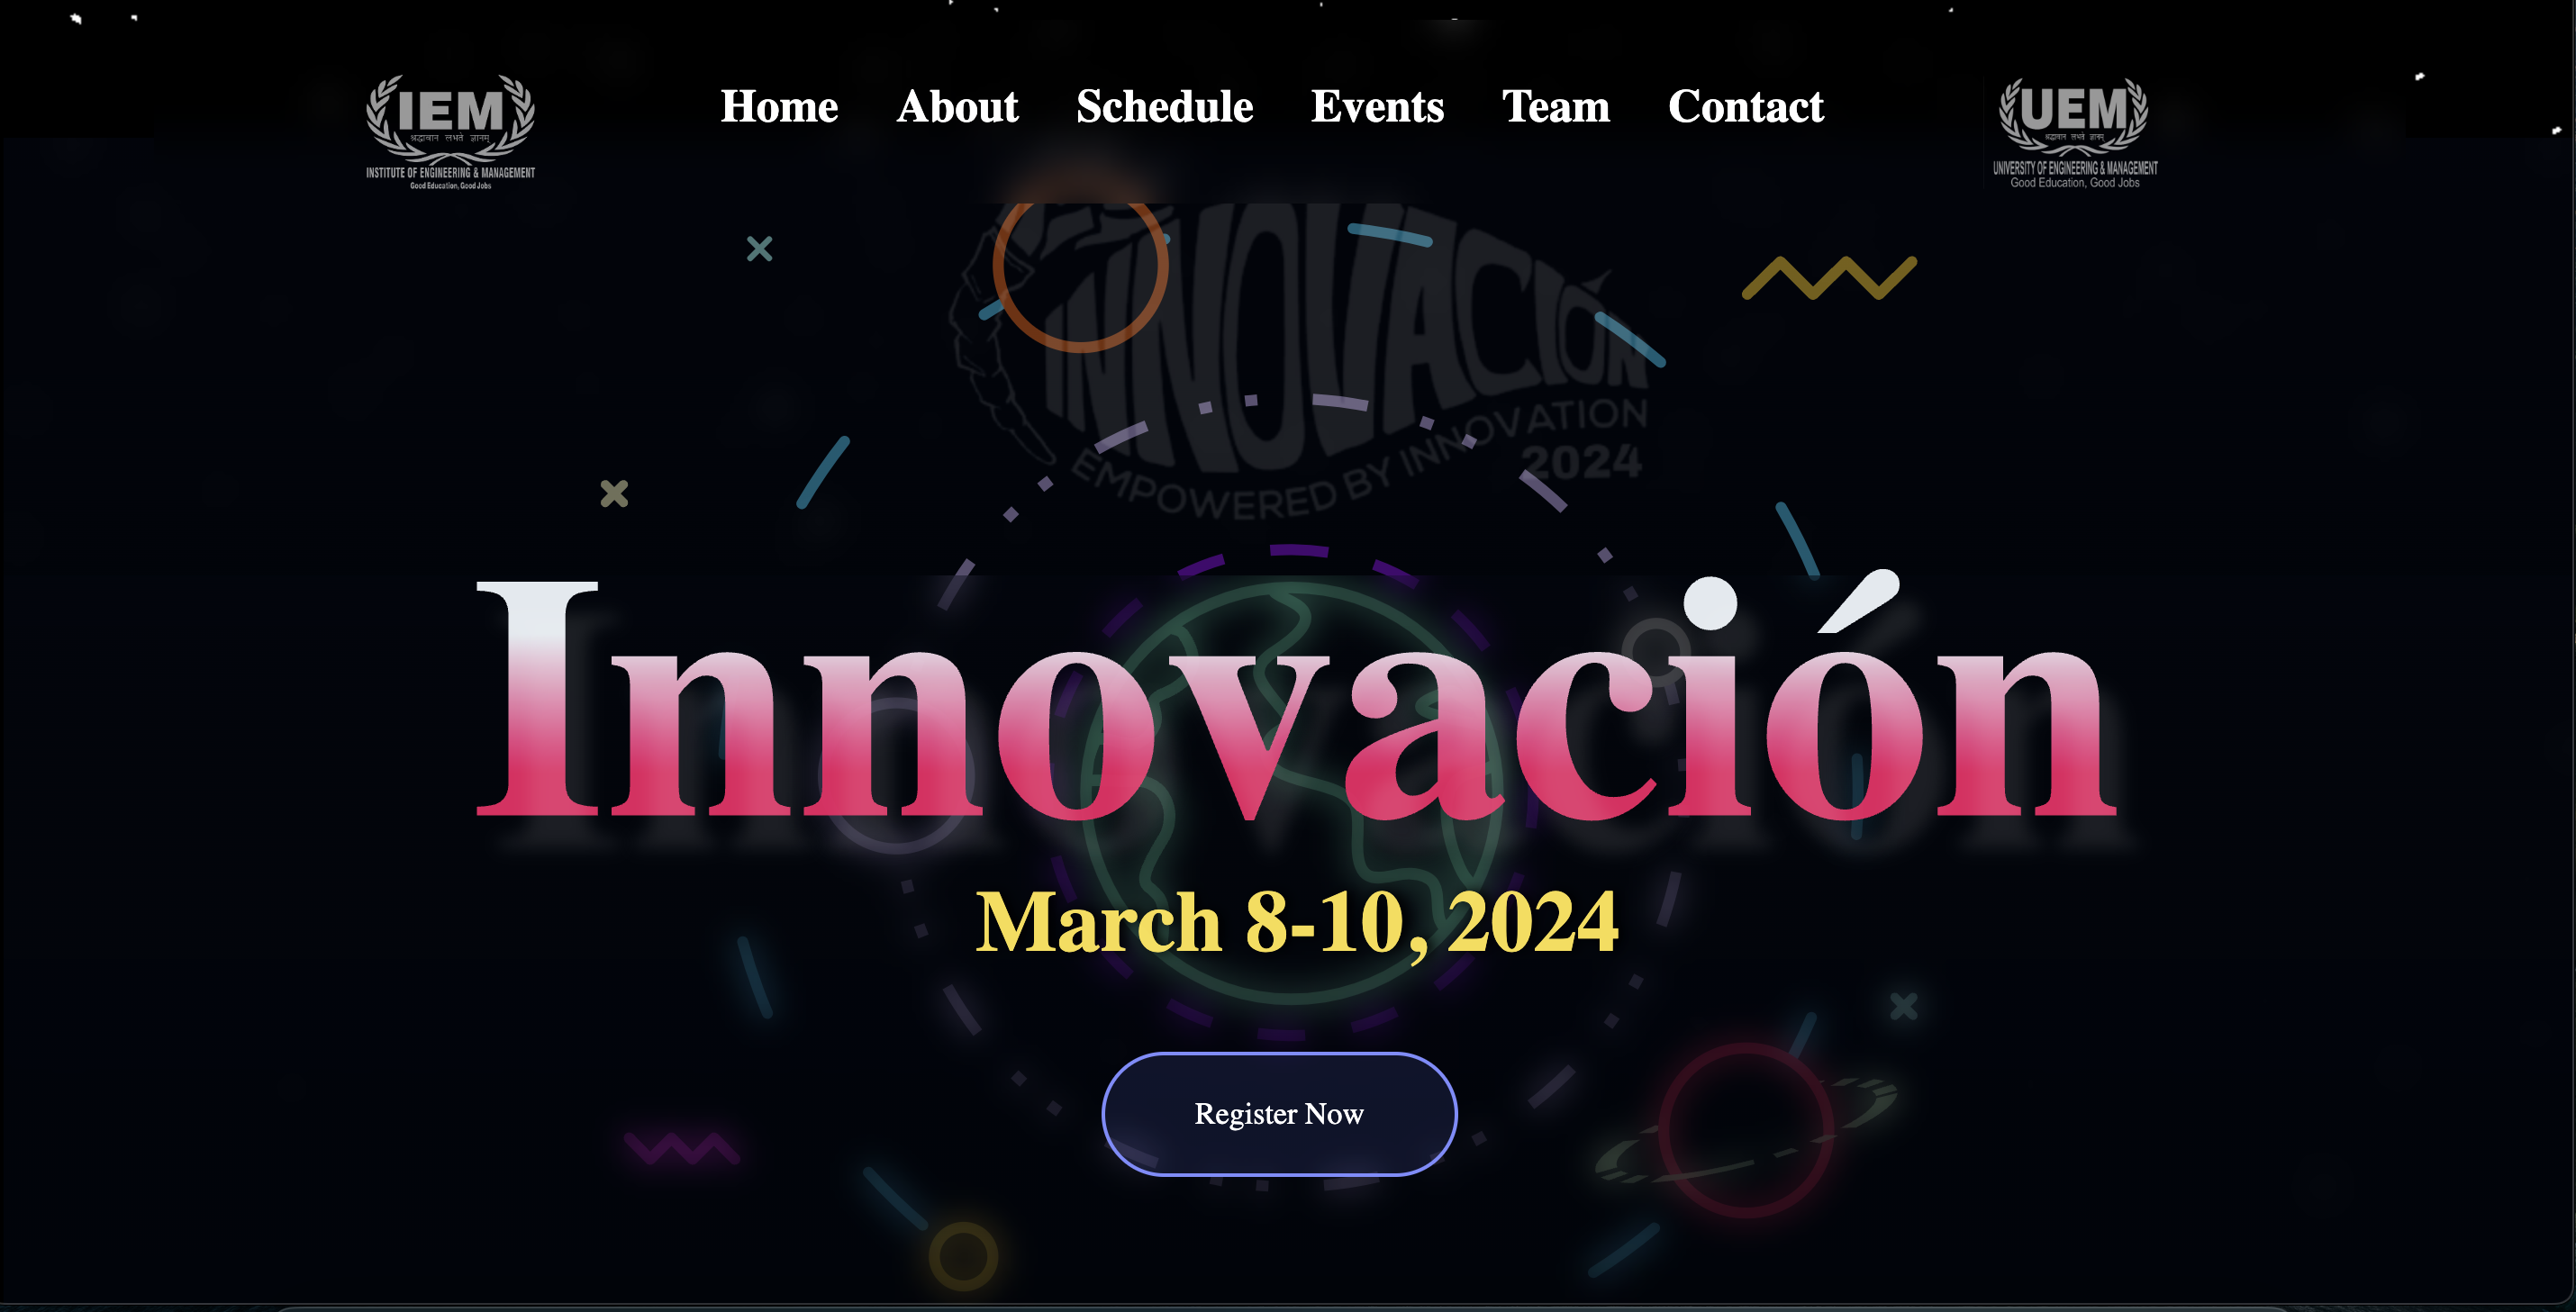 IEM
श्रद्धावान लभते ज्ञानम्
INSTITUTE OF ENGINEERING & MANAGEMENT
Good Education, Good Jobs
Home About Schedule Events Team Contact
UEM
श्रद्धावान लभते ज्ञानम्
UNIVERSITY OF ENGINEERING & MANAGEMENT
Good Education, Good Jobs
INNOVACIÓN
EMPOWERED BY INNOVATION
2024
Innovación
March 8-10, 2024
Register Now